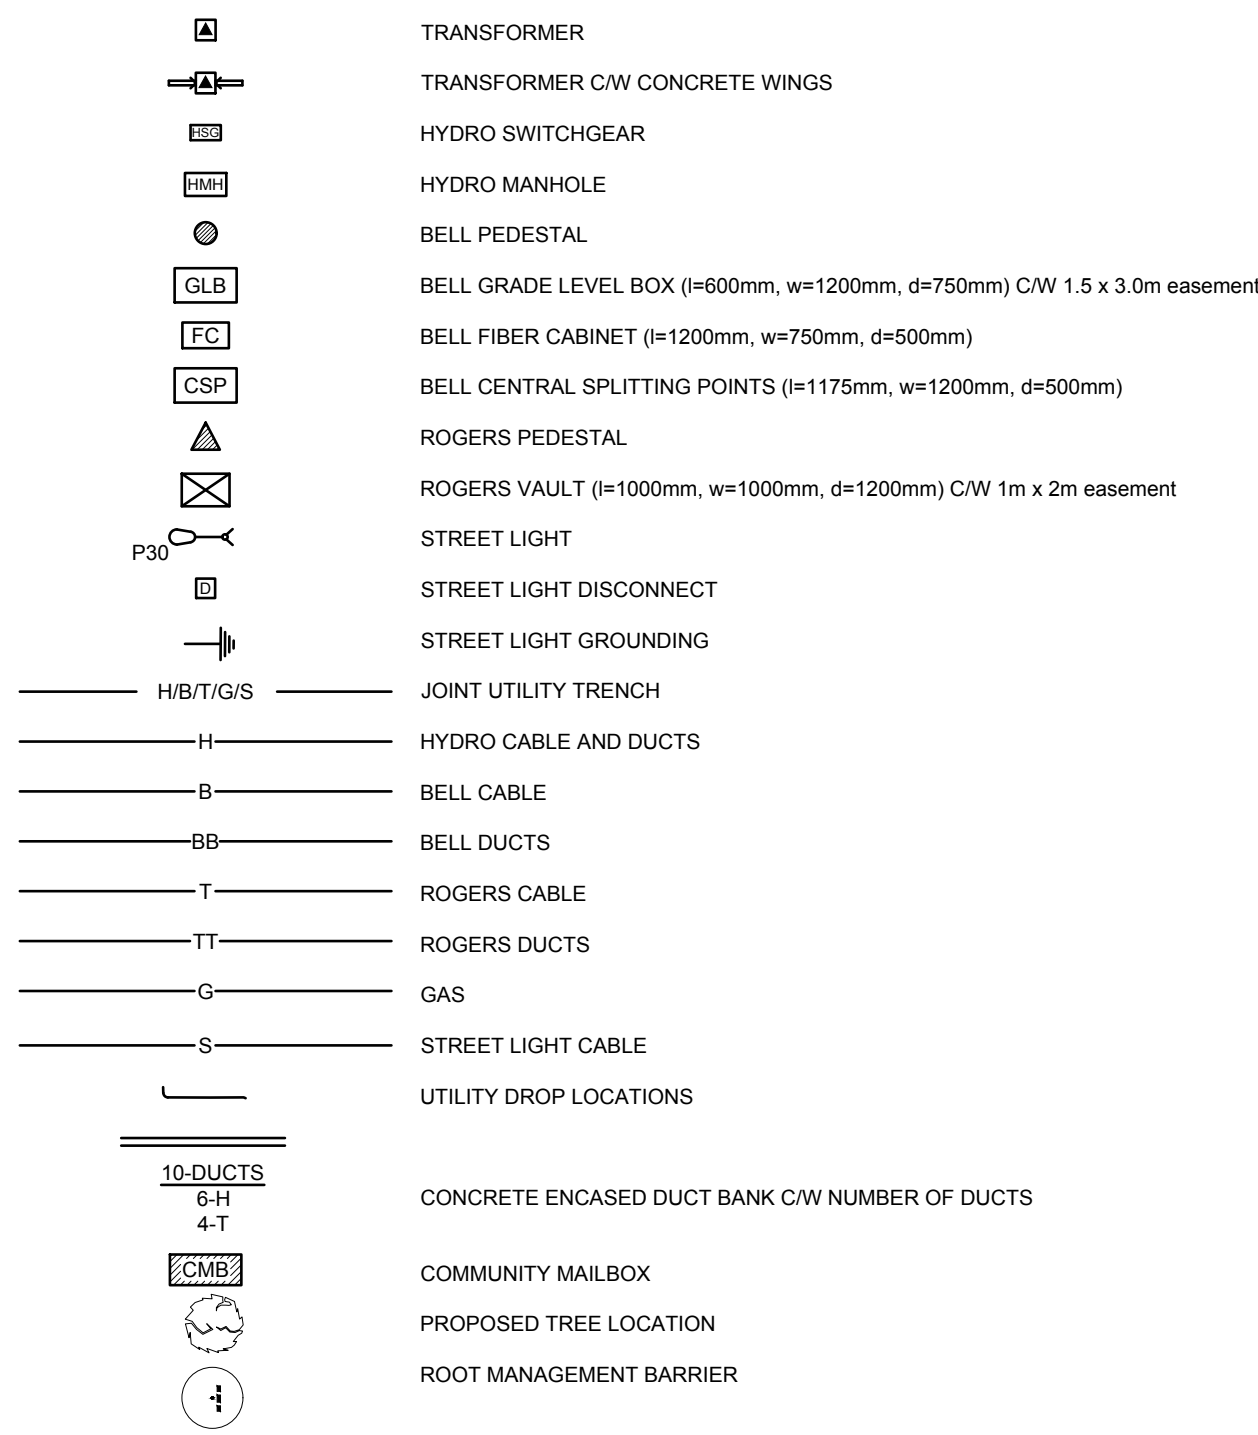 TRANSFORMER
TRANSFORMER C/W CONCRETE WINGS
HSG HYDRO SWITCHGEAR
HMH HYDRO MANHOLE
BELL PEDESTAL
GLB BELL GRADE LEVEL BOX (l=600mm, w=1200mm, d=750mm) C/W 1.5 x 3.0m easement
FC BELL FIBER CABINET (l=1200mm, w=750mm, d=500mm)
CSP BELL CENTRAL SPLITTING POINTS (l=1175mm, w=1200mm, d=500mm)
ROGERS PEDESTAL
ROGERS VAULT (l=1000mm, w=1000mm, d=1200mm) C/W 1m x 2m easement
P30 STREET LIGHT
D STREET LIGHT DISCONNECT
STREET LIGHT GROUNDING
H/B/T/G/S JOINT UTILITY TRENCH
H HYDRO CABLE AND DUCTS
B BELL CABLE
BB BELL DUCTS
T ROGERS CABLE
TT ROGERS DUCTS
G GAS
S STREET LIGHT CABLE
UTILITY DROP LOCATIONS
10-DUCTS
6-H CONCRETE ENCASED DUCT BANK C/W NUMBER OF DUCTS
4-T
CMB COMMUNITY MAILBOX
PROPOSED TREE LOCATION
ROOT MANAGEMENT BARRIER